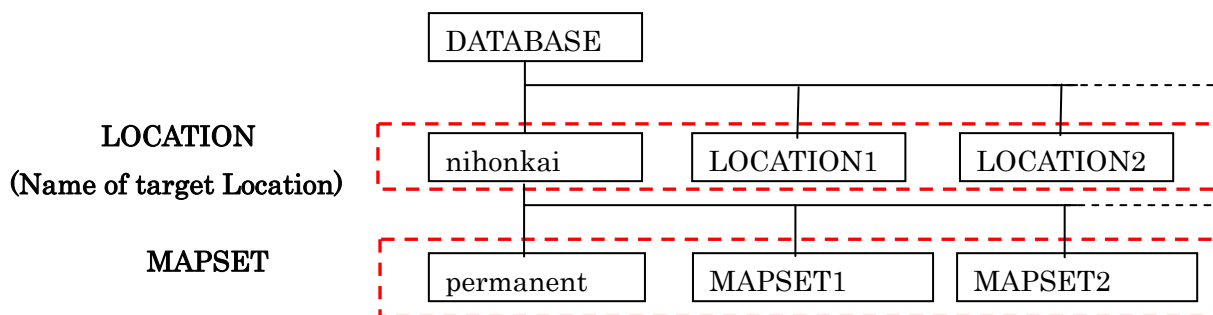 DATABASE
LOCATION
(Name of target Location)
nihonkai
LOCATION1
LOCATION2
MAPSET
permanent
MAPSET1
MAPSET2